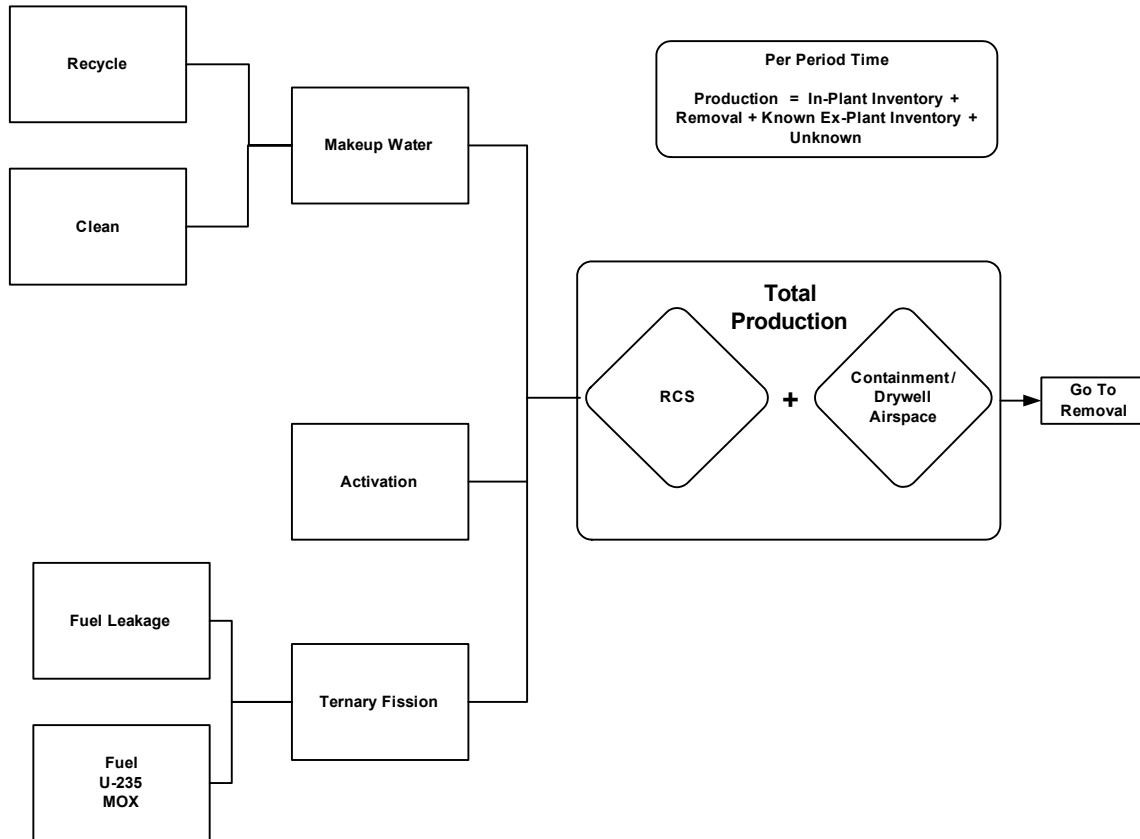 Recycle
Clean
Makeup Water
Per Period Time
Production = In-Plant Inventory +
Removal + Known Ex-Plant Inventory +
Unknown
Total
Production
RCS
+
Containment/
Drywell
Airspace
Go To
Removal
Activation
Fuel Leakage
Ternary Fission
Fuel
U-235
MOX